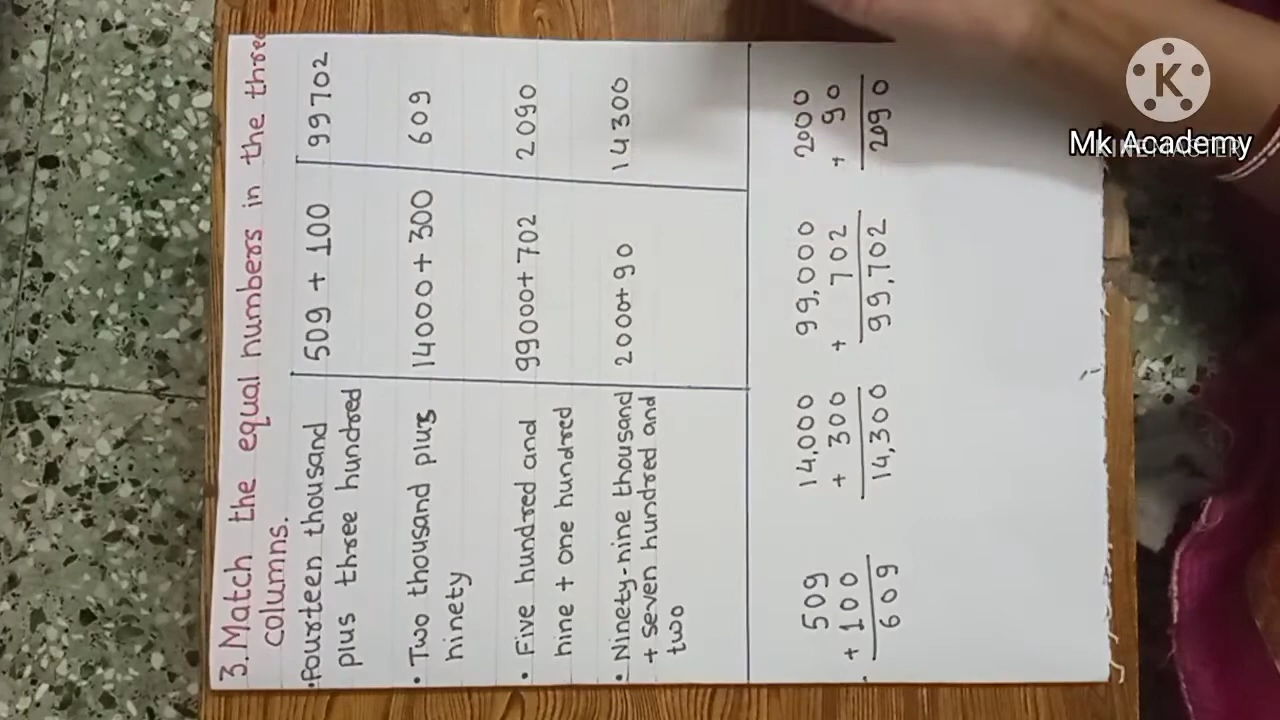 3. Match the equal numbers in the three
columns.
• Fourteen thousand
plus three hundred
509 + 100
99702
• Two thousand plus
ninety
14000 + 300
609
• Five hundred and
nine + one hundred
99000 + 702
2090
• Ninety-nine thousand
+ seven hundred and
two
2000 + 90
14300
509
+ 100
609
14,000
+ 300
14,300
99,000
+ 702
99,702
2000
+ 90
2090
K
Mk Academy
KINEMASTER